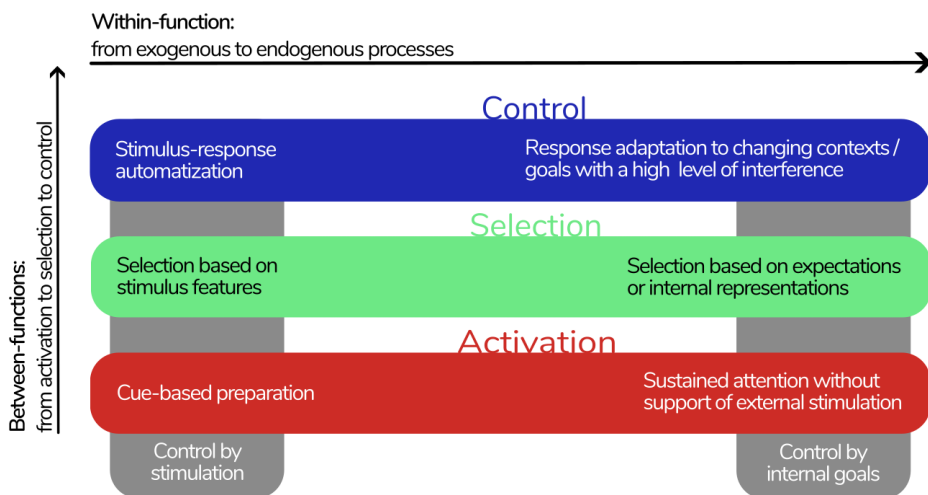 Within-function:
from exogenous to endogenous processes
Between-functions:
from activation to selection to control
Control
Stimulus-response
automatization
Response adaptation to changing contexts /
goals with a high level of interference
Selection
Selection based on
stimulus features
Selection based on expectations
or internal representations
Activation
Cue-based preparation
Sustained attention without
support of external stimulation
Control by
stimulation
Control by
internal goals